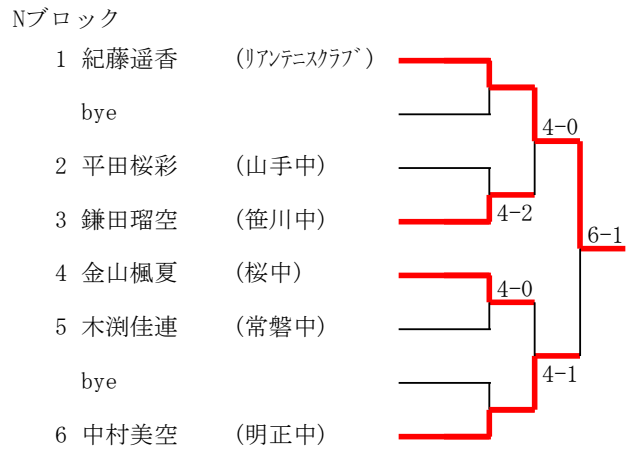 Nブロック
1 紀藤遥香 (ﾘｱﾝﾃﾆｽｸﾗﾌﾞ)
bye
4-0
2 平田桜彩 (山手中)
3 鎌田瑠空 (笹川中) 4-2
6-1
4 金山楓夏 (桜中) 4-0
5 木渕佳連 (常磐中)
bye 4-1
6 中村美空 (明正中)